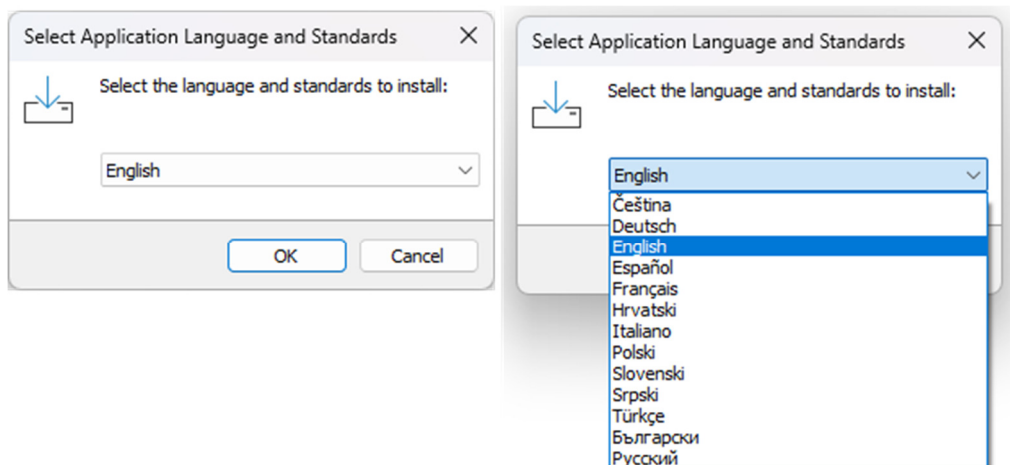 Select Application Language and Standards
Select the language and standards to install:
English
OK
Cancel
Select Application Language and Standards
Select the language and standards to install:
English
Čeština
Deutsch
English
Español
Français
Hrvatski
Italiano
Polski
Slovenski
Srpski
Türkçe
Български
Русский